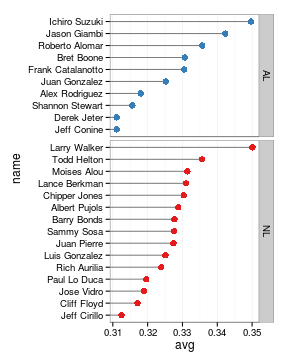 Ichiro Suzuki
Jason Giambi
Roberto Alomar
Bret Boone
Frank Catalanotto
Juan Gonzalez
Alex Rodriguez
Shannon Stewart
Derek Jeter
Jeff Conine
AL
Larry Walker
Todd Helton
Moises Alou
Lance Berkman
Chipper Jones
Albert Pujols
Barry Bonds
Sammy Sosa
Juan Pierre
Luis Gonzalez
Rich Aurilia
Paul Lo Duca
Jose Vidro
Cliff Floyd
Jeff Cirillo
NL
name
0.31 0.32 0.33 0.34 0.35
avg